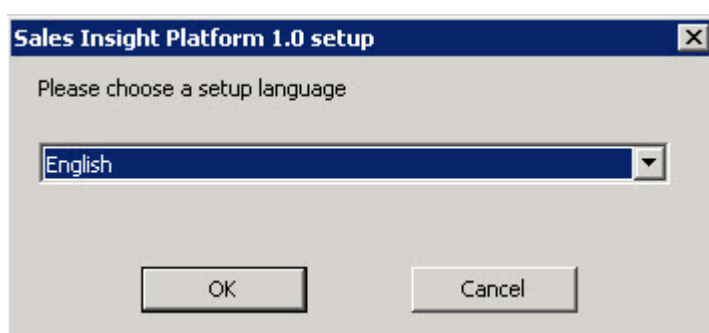 Sales Insight Platform 1.0 setup
Please choose a setup language
English
OK Cancel